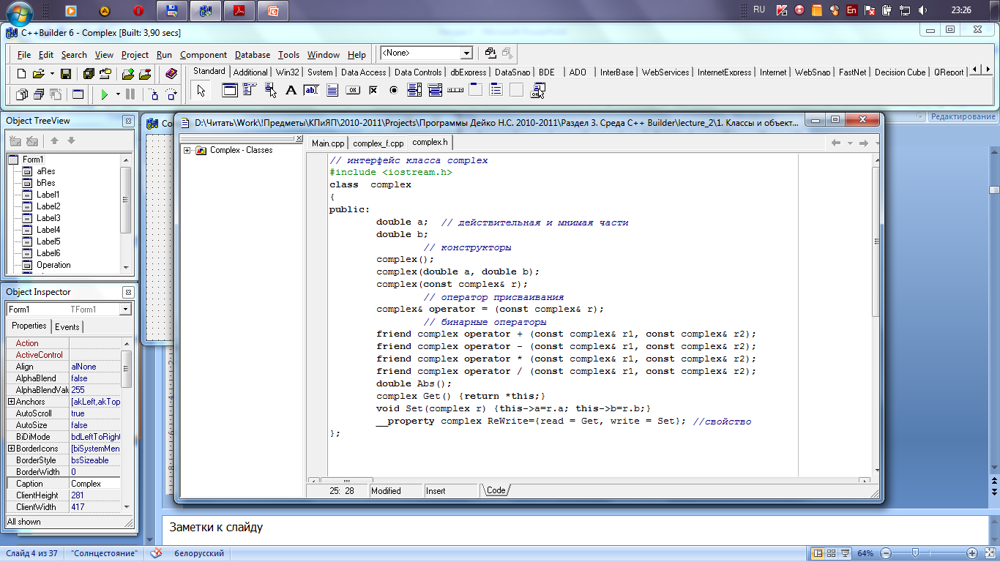 RU En 23:26
C++Builder 6 - Complex [Built: 3,90 secs]
File Edit Search View Project Run Component Database Tools Window Help <None>
Standard Additional Win32 System Data Access Data Controls dbExpress DataSnap BDE ADO InterBase WebServices InternetExpress Internet WebSnap FastNet Decision Cube QReport
Object TreeView
Form1
aRes
bRes
Label1
Label2
Label3
Label4
Label5
Label6
Operation
Object Inspector
Form1 TForm1
Properties Events
Action
ActiveControl
Align alNone
AlphaBlend false
AlphaBlendValu 255
Anchors [akLeft,akTop
AutoScroll true
AutoSize false
BiDiMode bdLeftToRight
BorderIcons [biSystemMen
BorderStyle bsSizeable
BorderWidth 0
Caption Complex
ClientHeight 281
ClientWidth 417
All shown
Co
Редактирование
D:\Читать\Work\!Предметы\КПиЯП\2010-2011\Projects\Программы Дейко Н.С. 2010-2011\Раздел 3. Среда C++ Builder\lecture_2\1. Классы и объект...
Complex - Classes
Main.cpp complex_f.cpp complex.h
// интерфейс класса complex
#include <iostream.h>
class complex
{
public:
double a; // действительная и мнимая части
double b;
// конструкторы
complex();
complex(double a, double b);
complex(const complex& r);
// оператор присваивания
complex& operator = (const complex& r);
// бинарные операторы
friend complex operator + (const complex& r1, const complex& r2);
friend complex operator - (const complex& r1, const complex& r2);
friend complex operator * (const complex& r1, const complex& r2);
friend complex operator / (const complex& r1, const complex& r2);
double Abs();
complex Get() {return *this;}
void Set(complex r) {this->a=r.a; this->b=r.b;}
__property complex ReWrite={read = Get, write = Set}; //свойство
};
25: 28 Modified Insert Code
Заметки к слайду
Слайд 4 из 37 "Солнцестояние" белорусский 64%